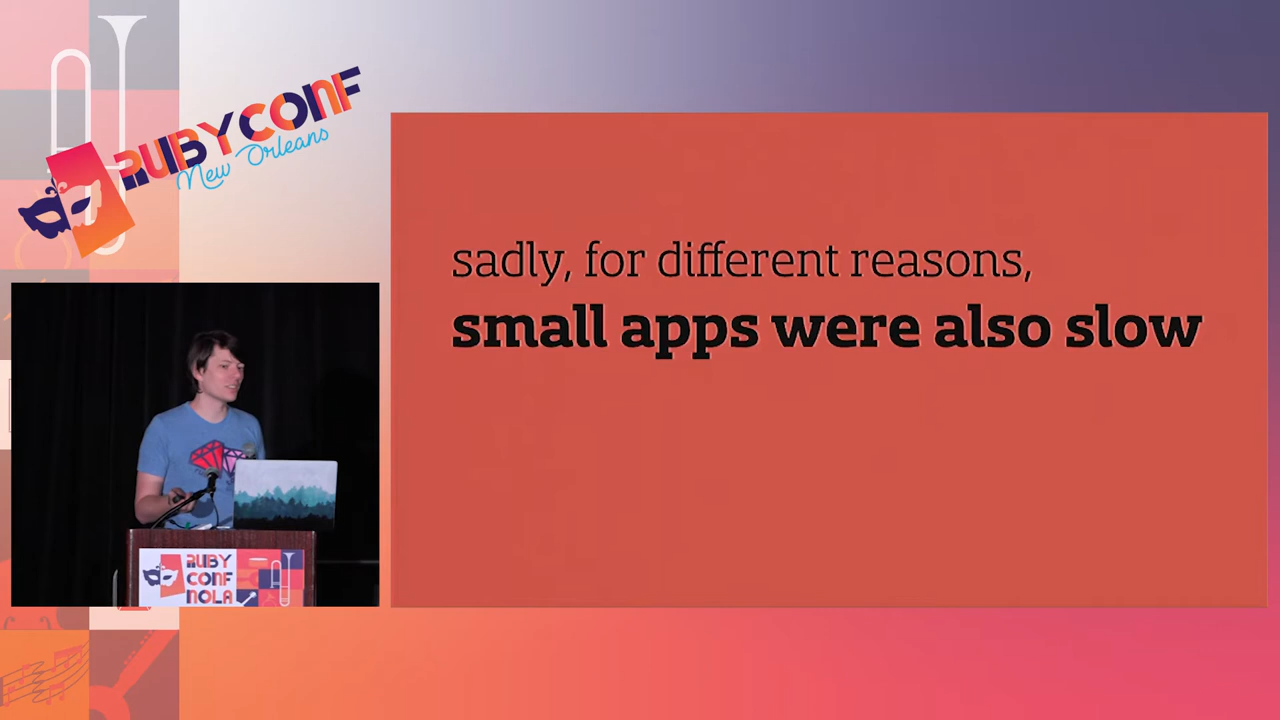 RUBYCONF
New Orleans
sadly, for different reasons,
small apps were also slow
RUBY
CONF
NOLA